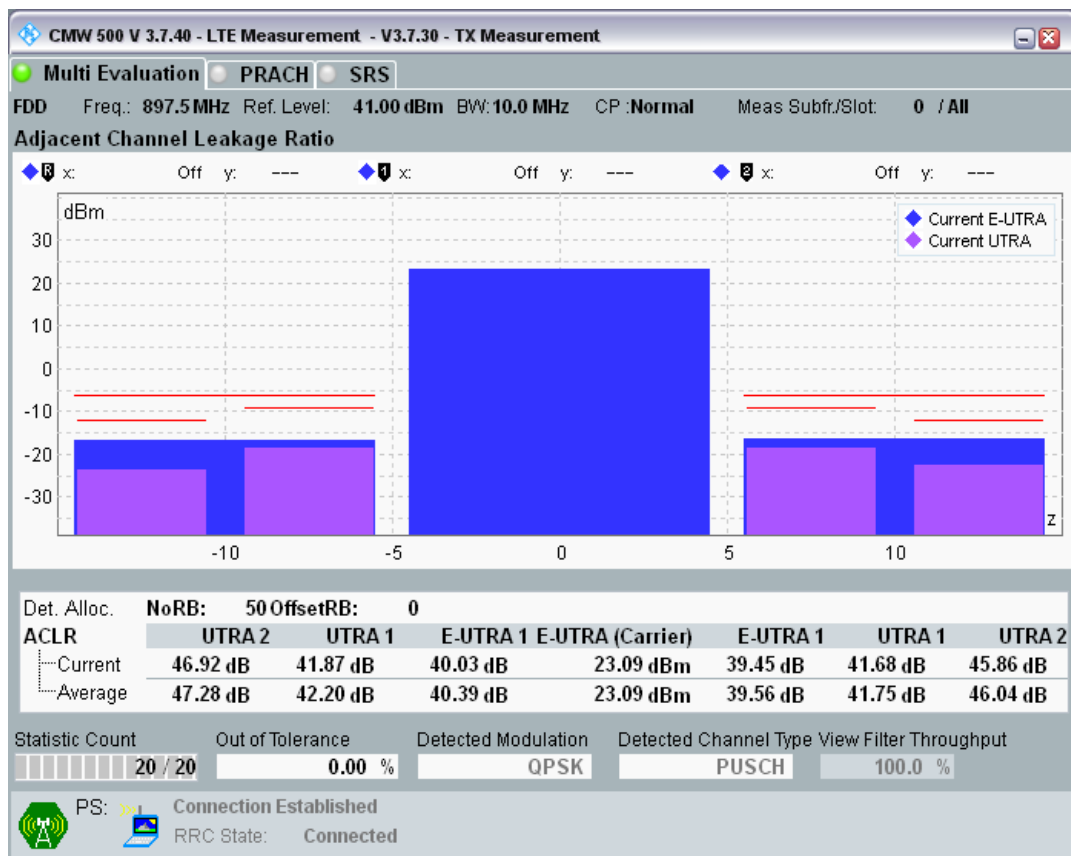 CMW 500 V 3.7.40 - LTE Measurement - V3.7.30 - TX Measurement
Multi Evaluation PRACH SRS
FDD Freq.: 897.5 MHz Ref. Level: 41.00 dBm BW: 10.0 MHz CP :Normal Meas Subfr./Slot: 0 / All
Adjacent Channel Leakage Ratio
R x: Off y: --- 1 x: Off y: --- 2 x: Off y: ---
dBm
Current E-UTRA
Current UTRA
30
20
10
0
-10
-20
-30
z
-10 -5 0 5 10
Det. Alloc. NoRB: 50 OffsetRB: 0
ACLR UTRA 2 UTRA 1 E-UTRA 1 E-UTRA (Carrier) E-UTRA 1 UTRA 1 UTRA 2
Current 46.92 dB 41.87 dB 40.03 dB 23.09 dBm 39.45 dB 41.68 dB 45.86 dB
Average 47.28 dB 42.20 dB 40.39 dB 23.09 dBm 39.56 dB 41.75 dB 46.04 dB
Statistic Count Out of Tolerance Detected Modulation Detected Channel Type View Filter Throughput
20 / 20 0.00 % QPSK PUSCH 100.0 %
PS: Connection Established
RRC State: Connected